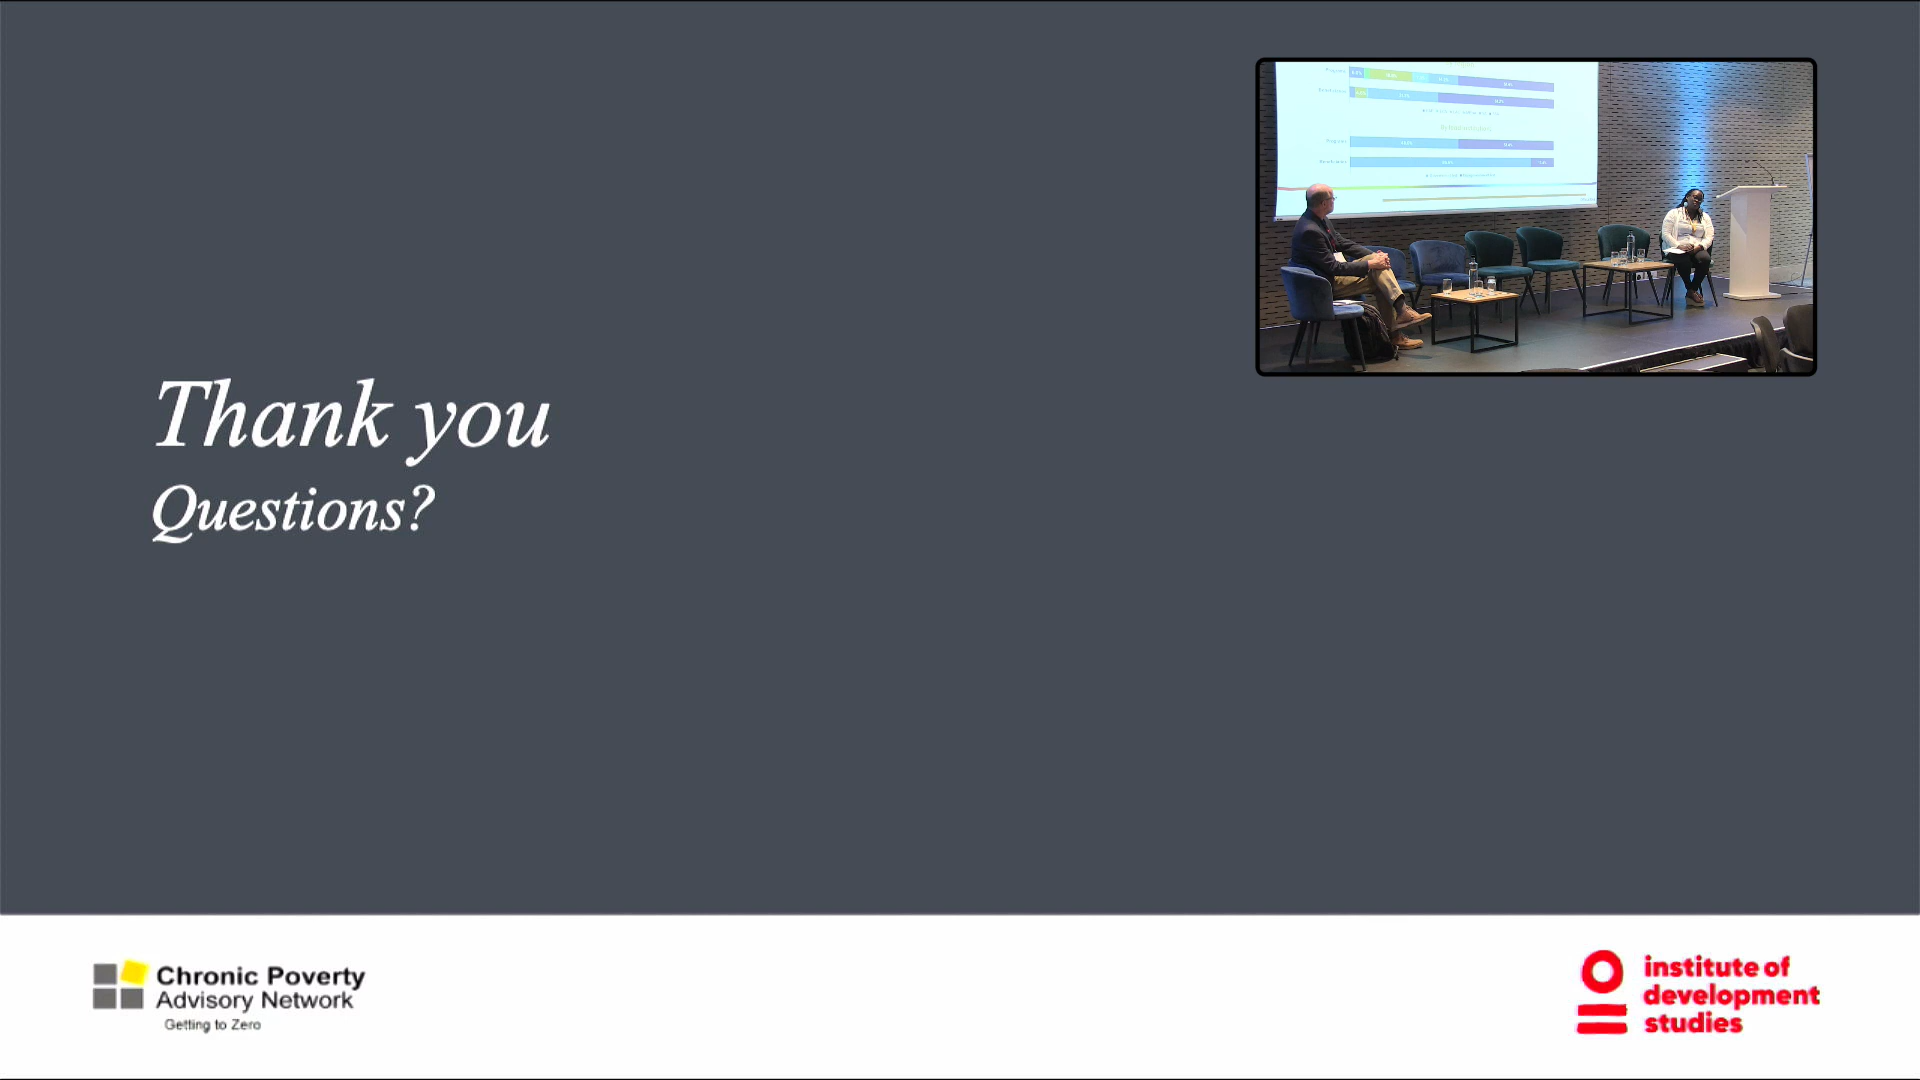 Thank you
Questions?
Chronic Poverty
Advisory Network
Getting to Zero
institute of
development
studies